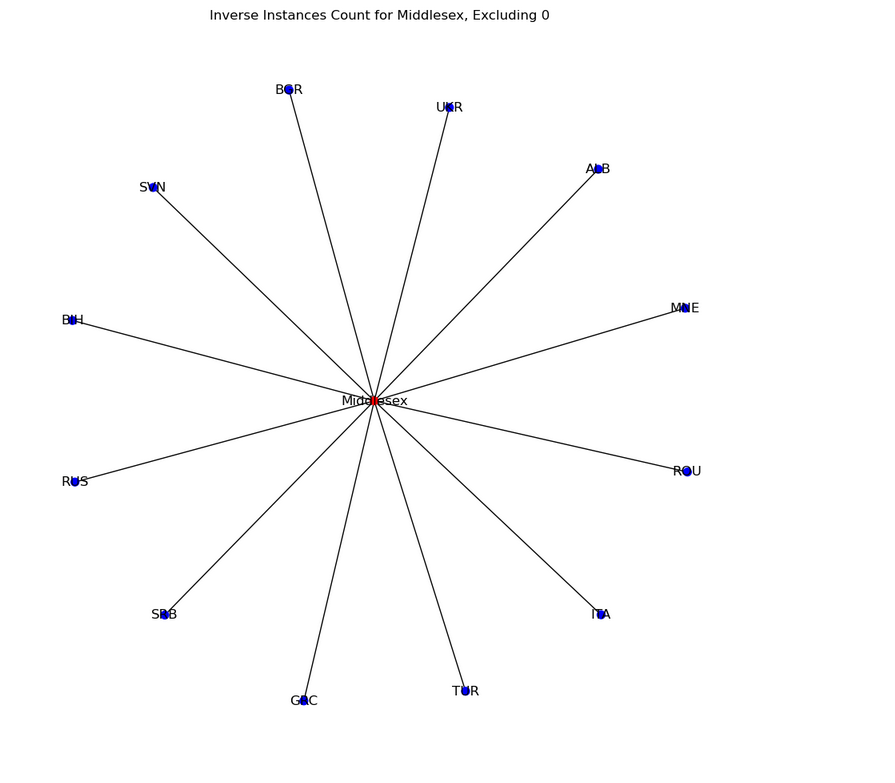 Inverse Instances Count for Middlesex, Excluding 0
BGR
UKR
ALB
SVN
MNE
BIH
Middlesex
ROU
RUS
SRB
ITA
TUR
GRC